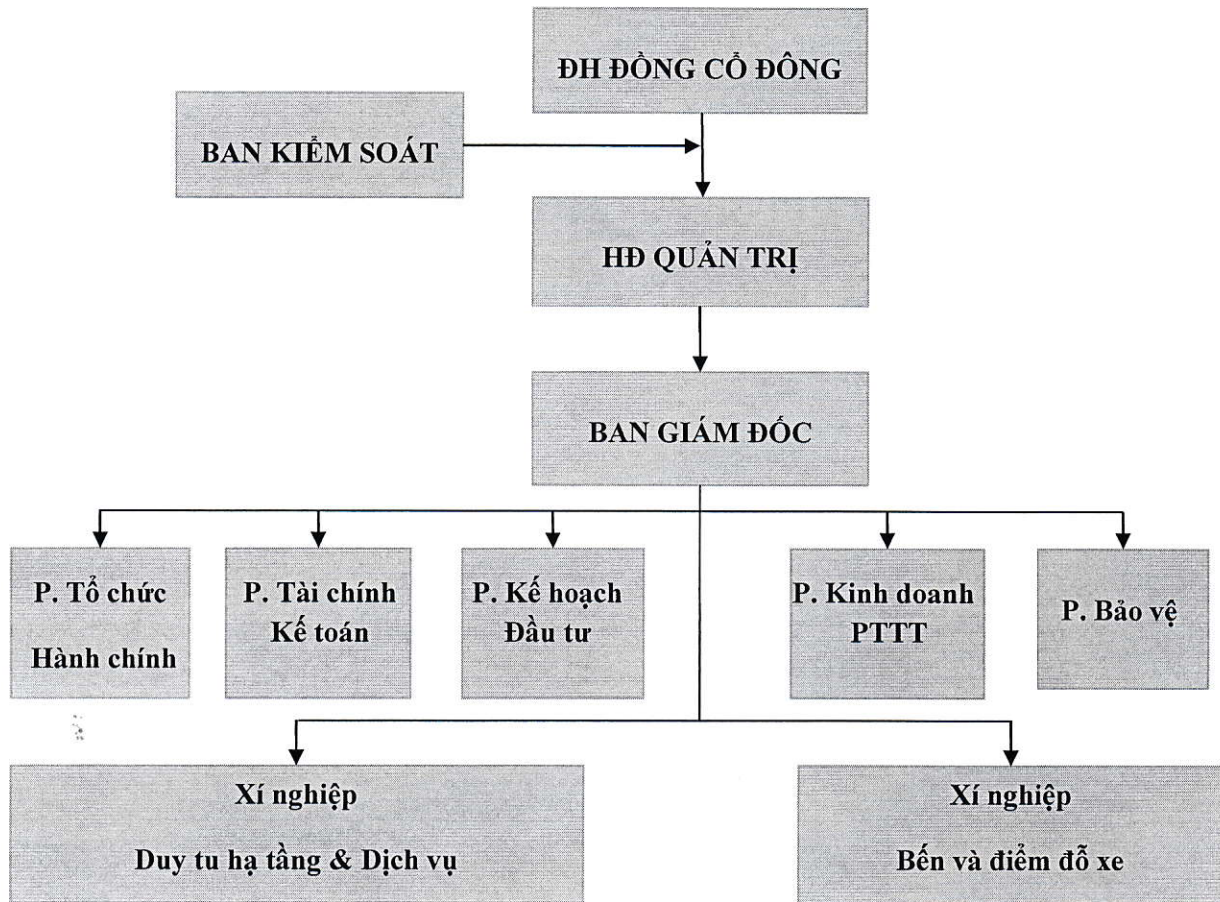 ĐH ĐỒNG CỔ ĐÔNG
BAN KIỂM SOÁT
HĐ QUẢN TRỊ
BAN GIÁM ĐỐC
P. Tổ chức
Hành chính
P. Tài chính
Kế toán
P. Kế hoạch
Đầu tư
P. Kinh doanh
PTTT
P. Bảo vệ
Xí nghiệp
Duy tu hạ tầng & Dịch vụ
Xí nghiệp
Bến và điểm đỗ xe